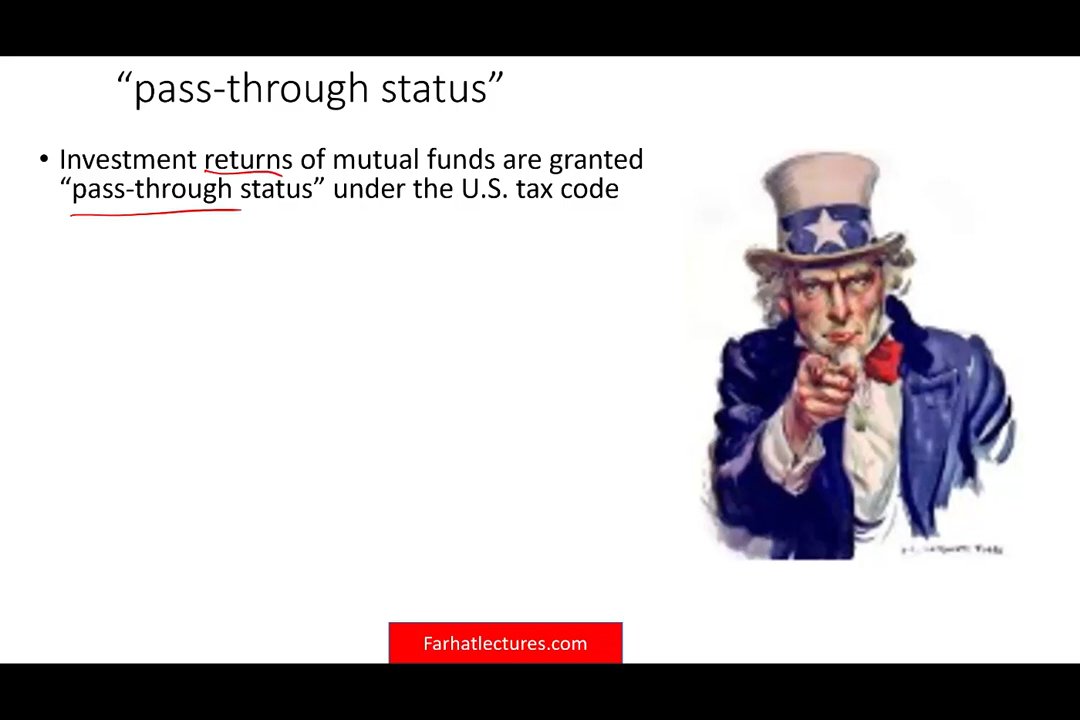 “pass-through status”
• Investment returns of mutual funds are granted
“pass-through status” under the U.S. tax code
Farhatlectures.com